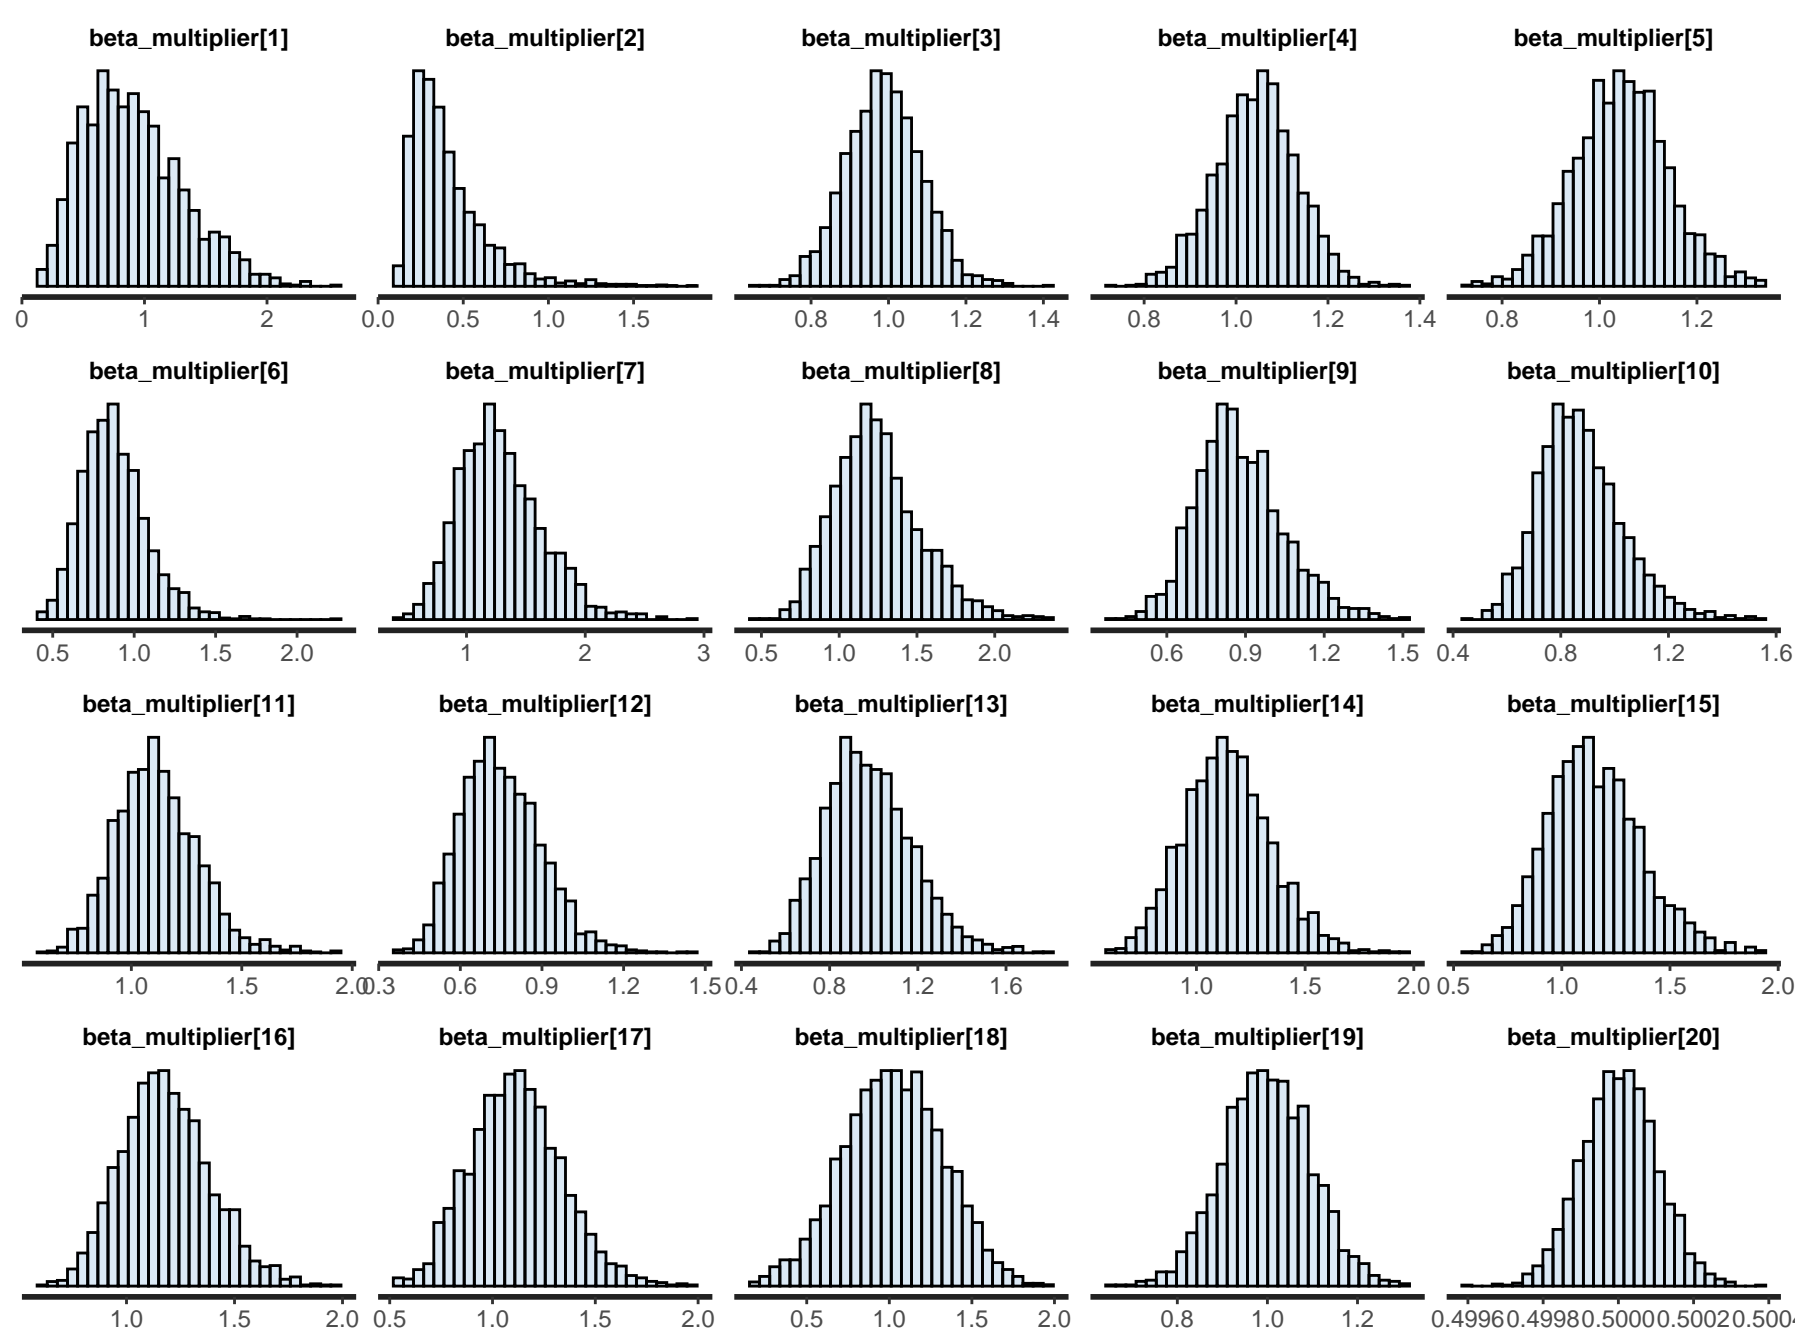 beta_multiplier[1] beta_multiplier[2] beta_multiplier[3] beta_multiplier[4] beta_multiplier[5]
0 1 2 0.0 0.5 1.0 1.5 0.8 1.0 1.2 1.4 0.8 1.0 1.2 1.4 0.8 1.0 1.2
beta_multiplier[6] beta_multiplier[7] beta_multiplier[8] beta_multiplier[9] beta_multiplier[10]
0.5 1.0 1.5 2.0 1 2 3 0.5 1.0 1.5 2.0 0.6 0.9 1.2 1.5 0.4 0.8 1.2 1.6
beta_multiplier[11] beta_multiplier[12] beta_multiplier[13] beta_multiplier[14] beta_multiplier[15]
1.0 1.5 2.0 0.3 0.6 0.9 1.2 1.5 0.4 0.8 1.2 1.6 1.0 1.5 2.0 0.5 1.0 1.5 2.0
beta_multiplier[16] beta_multiplier[17] beta_multiplier[18] beta_multiplier[19] beta_multiplier[20]
1.0 1.5 2.0 0.5 1.0 1.5 2.0 0.5 1.0 1.5 2.0 0.8 1.0 1.2 0.4996 0.4998 0.5000 0.5002